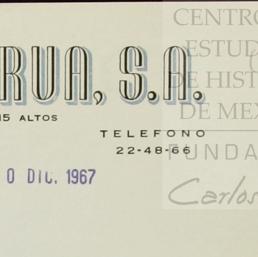 RUA, S.A.
15 ALTOS
TELEFONO
22-48-66
0 DIC. 1967
CENTRO
ESTUD
DE HIST
DE MEX
FUNDA
Carlos